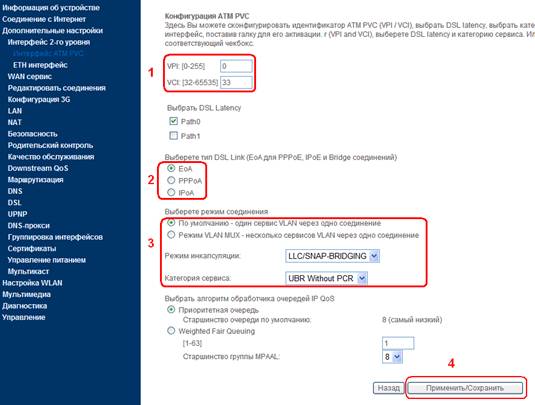 Информация об устройстве
Соединение с Интернет
Дополнительные настройки
Интерфейс 2-го уровня
Интерфейс ATM PVC
ETH интерфейс
WAN сервис
Редактировать соединения
Конфигурация 3G
LAN
NAT
Безопасность
Родительский контроль
Качество обслуживания
Downstream QoS
Маршрутизация
DNS
DSL
UPNP
DNS-прокси
Группировка интерфейсов
Сертификаты
Управление питанием
Мультикаст
Настройка WLAN
Мультимедиа
Диагностика
Управление
Конфигурация ATM PVC
Здесь Вы можете сконфигурировать идентификатор ATM PVC (VPI / VCI), выбрать DSL latency, выбрать кате
интерфейс, поставив галку для его активации. r (VPI and VCI), выберете DSL latency и категорию сервиса. Ил
соответствующий чекбокс.
1
VPI: [0-255] 0
VCI: [32-65535] 33
Выбрать DSL Latency
Path0
Path1
Выберете тип DSL Link (EoA для PPPoE, IPoE и Bridge соединений)
2
EoA
PPPoA
IPoA
Выберете режим соединения
3
По умолчанию - один сервис VLAN через одно соединение
Режим VLAN MUX - несколько сервисов VLAN через одно соединение
Режим инкапсуляции: LLC/SNAP-BRIDGING
Категория сервиса: UBR Without PCR
Выбрать алгоритм обработчика очередей IP QoS
Приоритетная очередь
Старшинство очереди по умолчанию: 8 (самый низкий)
Weighted Fair Queuing
[1-63] 1
Старшинство группы MPAAL: 8
4
Назад Применить/Сохранить